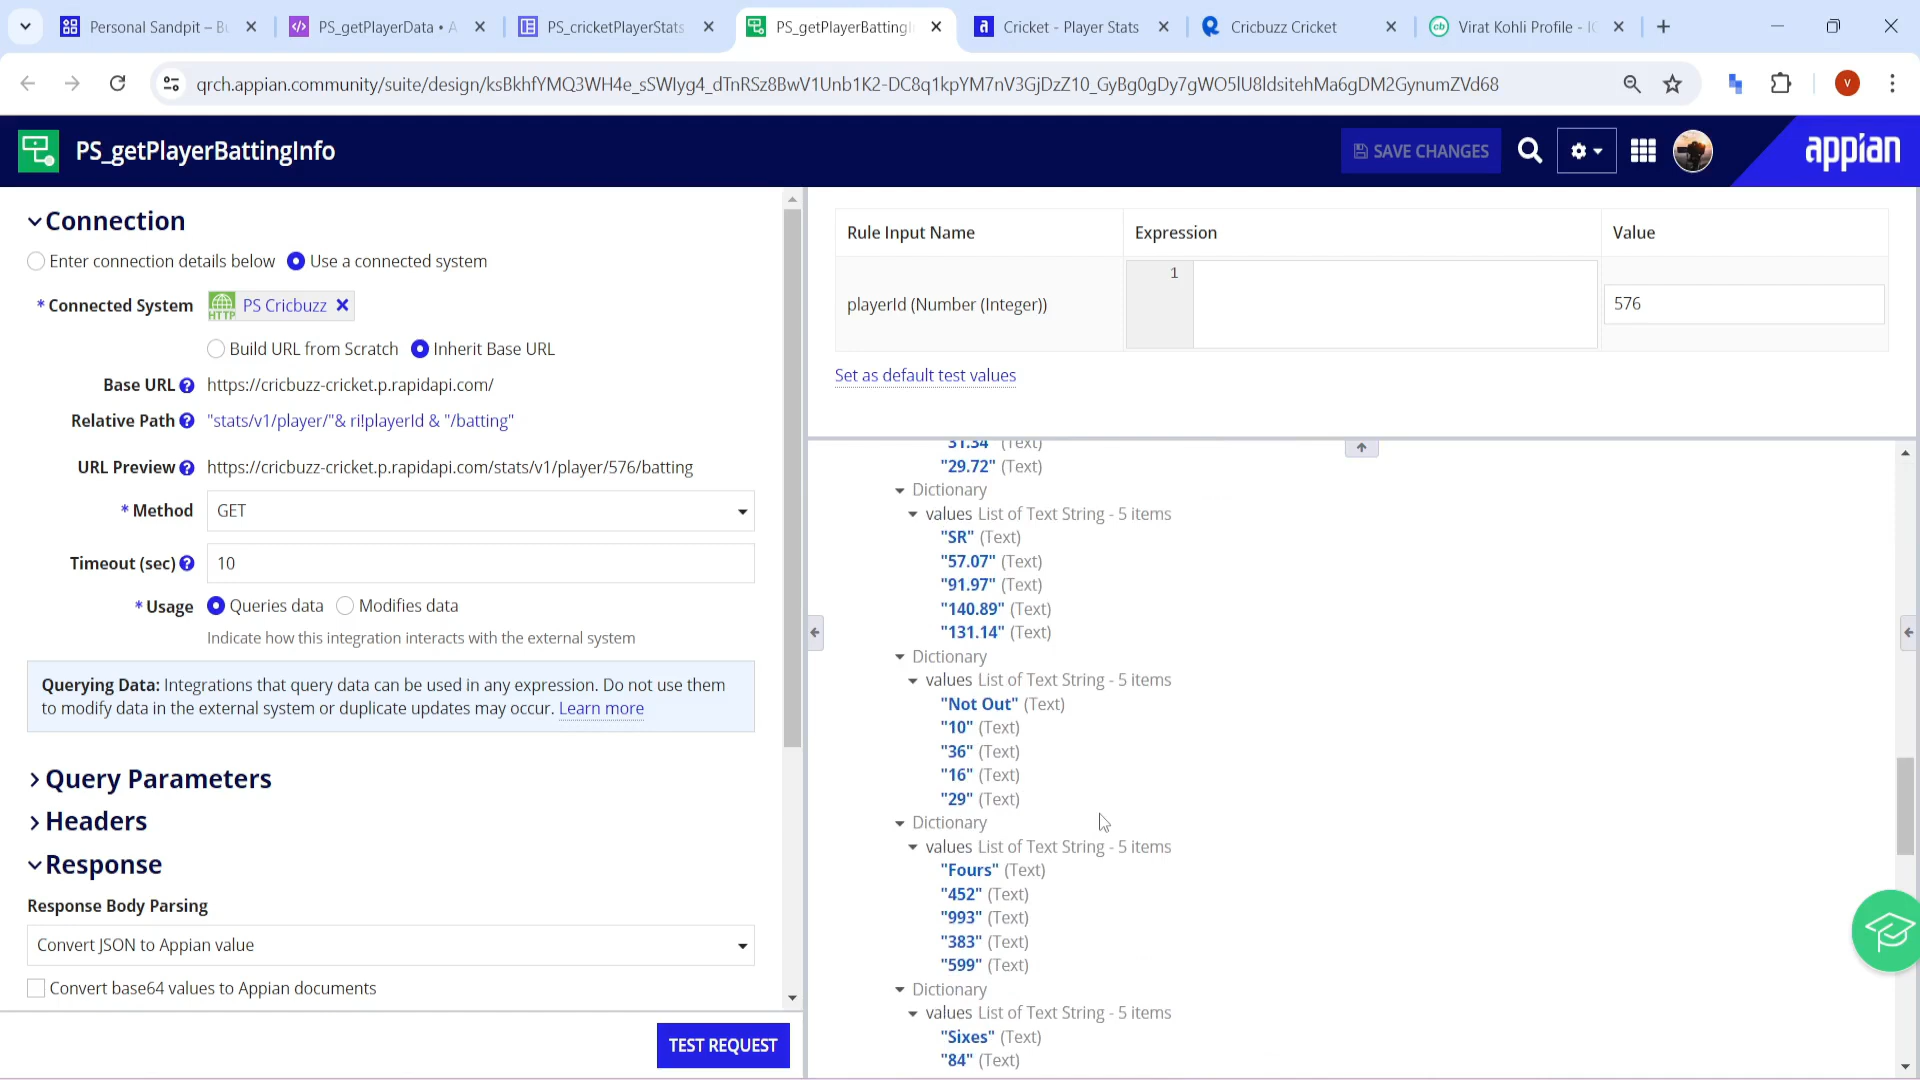 Personal Sandpit – Bu
PS_getPlayerData • A
PS_cricketPlayerStats
PS_getPlayerBattingI
Cricket - Player Stats
Cricbuzz Cricket
Virat Kohli Profile - IC
qrch.appian.community/suite/design/ksBkhfYMQ3WH4e_sSWIyg4_dTnRSz8BwV1Unb1K2-DC8q1kpYM7nV3GjDzZ10_GyBg0gDy7gWO5lU8ldsitehMa6gDM2GynumZVd68
V
PS_getPlayerBattingInfo
SAVE CHANGES
appian
Connection
Enter connection details below
Use a connected system
* Connected System
HTTP
PS Cricbuzz
Build URL from Scratch
Inherit Base URL
Base URL ?
https://cricbuzz-cricket.p.rapidapi.com/
Relative Path ?
"stats/v1/player/"& ri!playerId & "/batting"
URL Preview ?
https://cricbuzz-cricket.p.rapidapi.com/stats/v1/player/576/batting
* Method
GET
Timeout (sec) ?
10
* Usage
Queries data
Modifies data
Indicate how this integration interacts with the external system
Querying Data: Integrations that query data can be used in any expression. Do not use them
to modify data in the external system or duplicate updates may occur. Learn more
Query Parameters
Headers
Response
Response Body Parsing
Convert JSON to Appian value
Convert base64 values to Appian documents
TEST REQUEST
Rule Input Name
Expression
Value
playerId (Number (Integer))
1
576
Set as default test values
"31.34" (Text)
"29.72" (Text)
Dictionary
values List of Text String - 5 items
"SR" (Text)
"57.07" (Text)
"91.97" (Text)
"140.89" (Text)
"131.14" (Text)
Dictionary
values List of Text String - 5 items
"Not Out" (Text)
"10" (Text)
"36" (Text)
"16" (Text)
"29" (Text)
Dictionary
values List of Text String - 5 items
"Fours" (Text)
"452" (Text)
"993" (Text)
"383" (Text)
"599" (Text)
Dictionary
values List of Text String - 5 items
"Sixes" (Text)
"84" (Text)